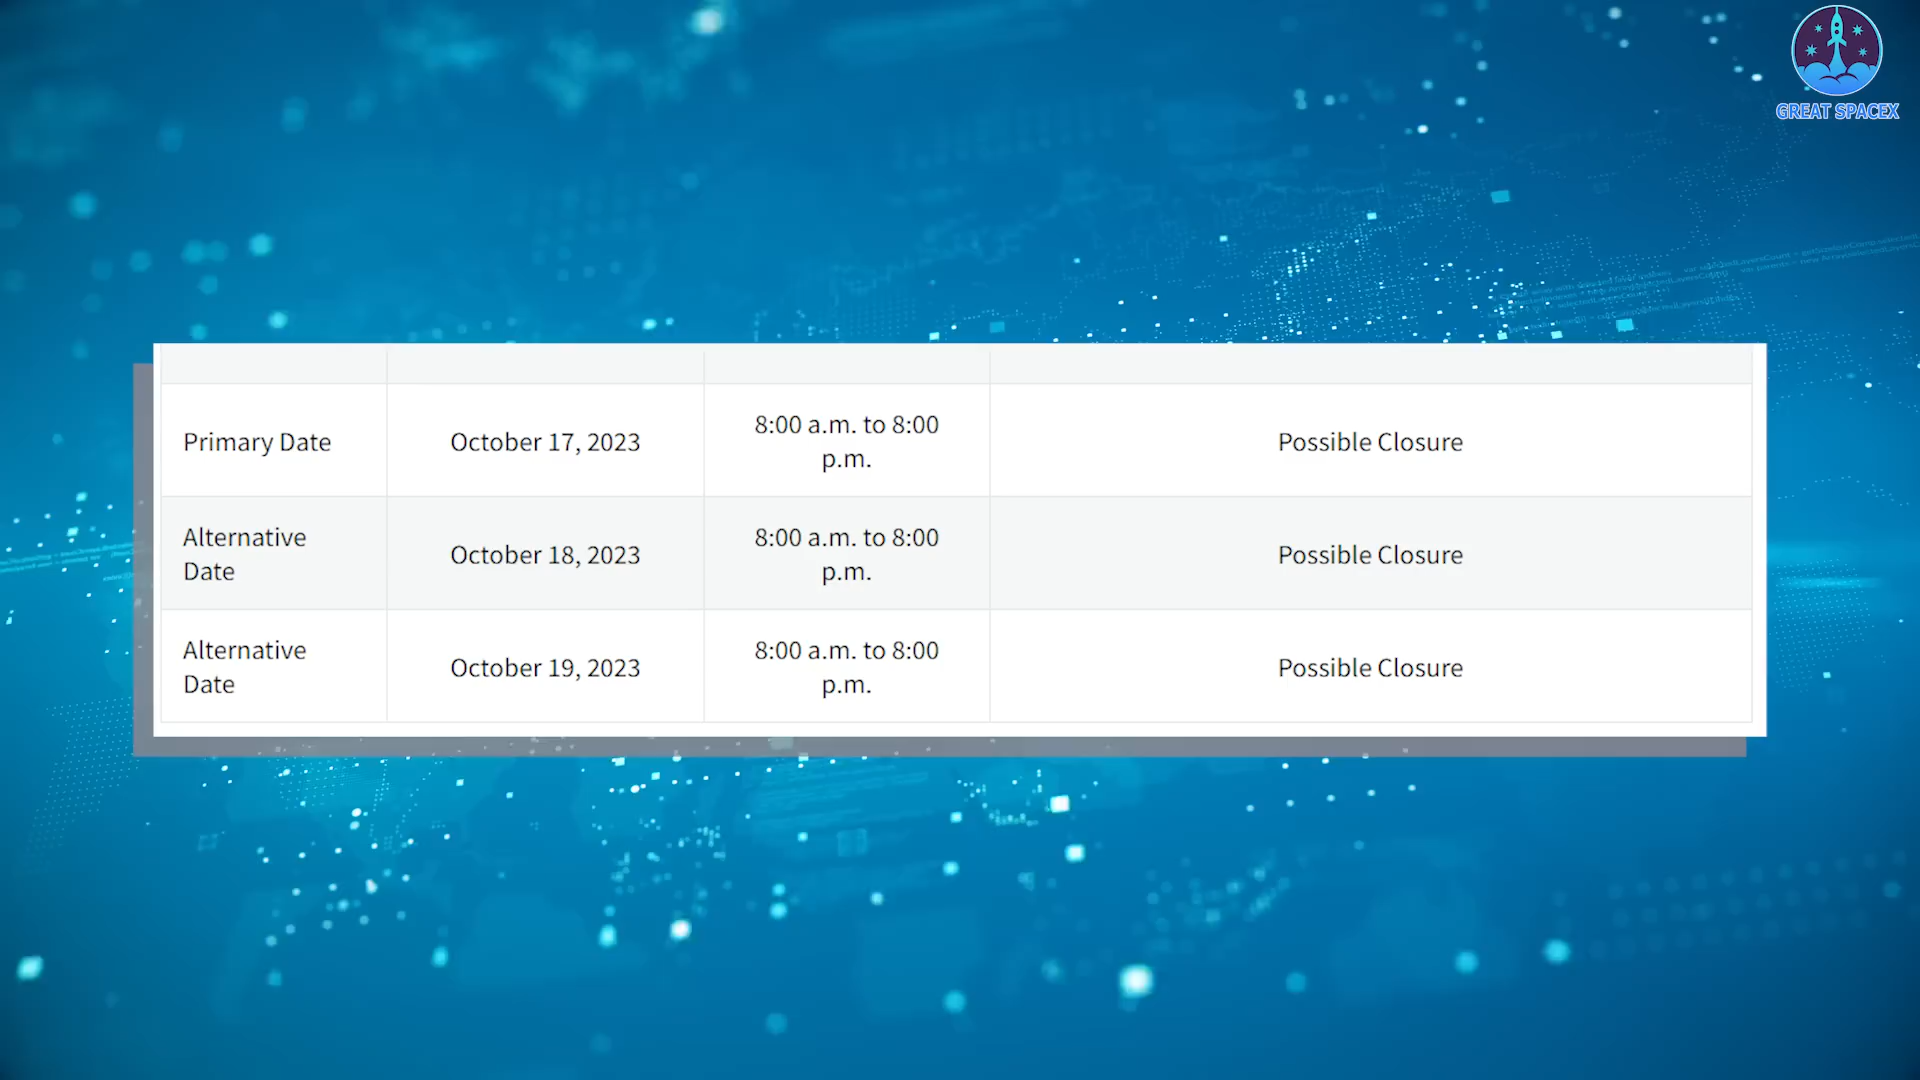 GREAT SPACEX
Primary Date
October 17, 2023
8:00 a.m. to 8:00
p.m.
Possible Closure
Alternative
Date
October 18, 2023
8:00 a.m. to 8:00
p.m.
Possible Closure
Alternative
Date
October 19, 2023
8:00 a.m. to 8:00
p.m.
Possible Closure